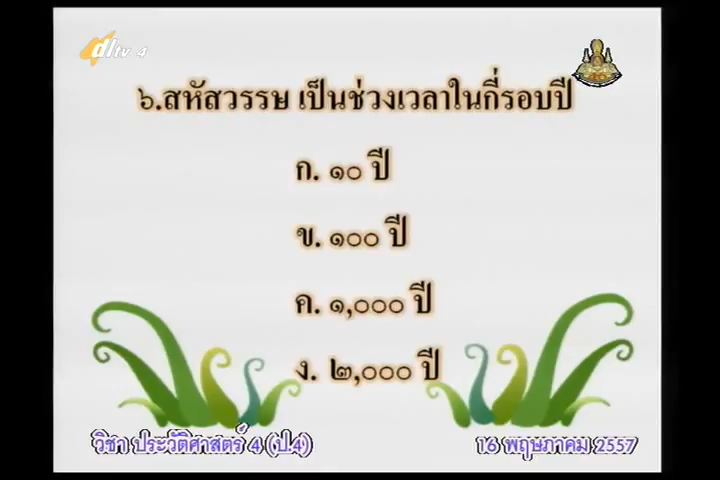 dltv 4
๖.สหัสวรรษ เป็นช่วงเวลาในกี่รอบปี
ก. ๑๐ ปี
ข. ๑๐๐ ปี
ค. ๑,๐๐๐ ปี
ง. ๒,๐๐๐ ปี
วิชา ประวัติศาสตร์ 4 (ป.4)
16 พฤษภาคม 2557